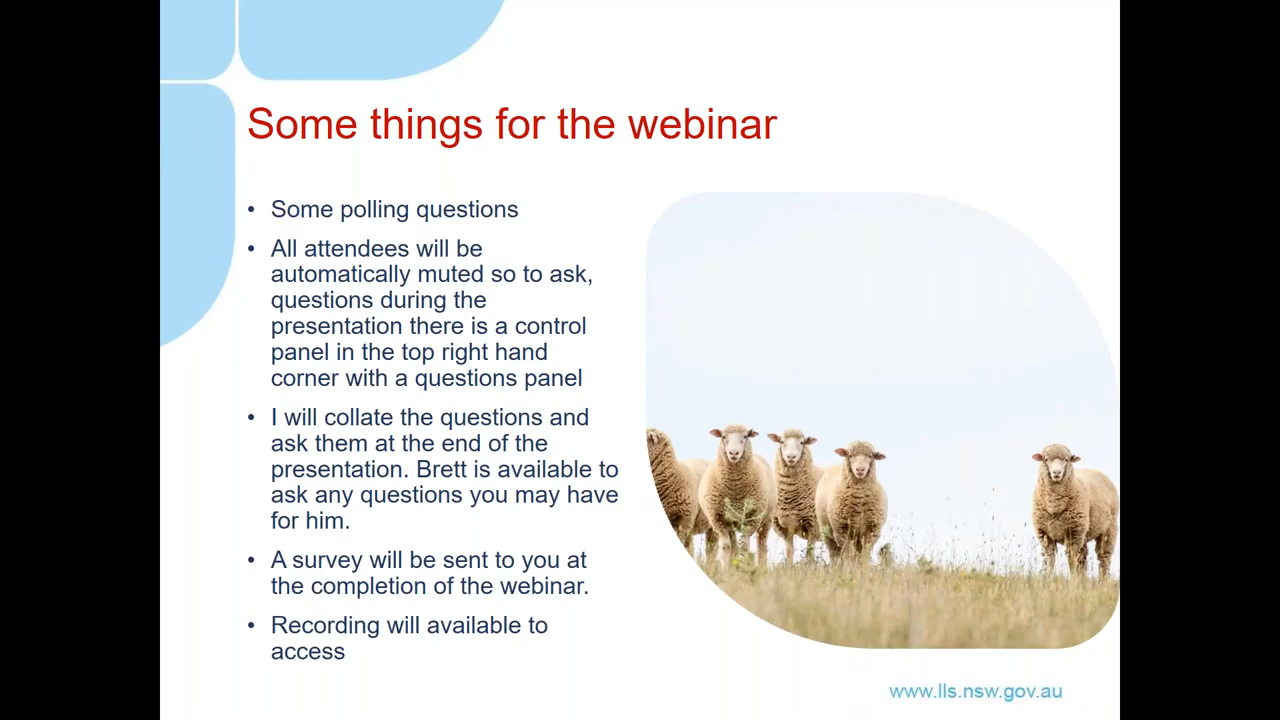 Some things for the webinar
• Some polling questions
• All attendees will be
automatically muted so to ask,
questions during the
presentation there is a control
panel in the top right hand
corner with a questions panel
• I will collate the questions and
ask them at the end of the
presentation. Brett is available to
ask any questions you may have
for him.
• A survey will be sent to you at
the completion of the webinar.
• Recording will available to
access
www.lls.nsw.gov.au